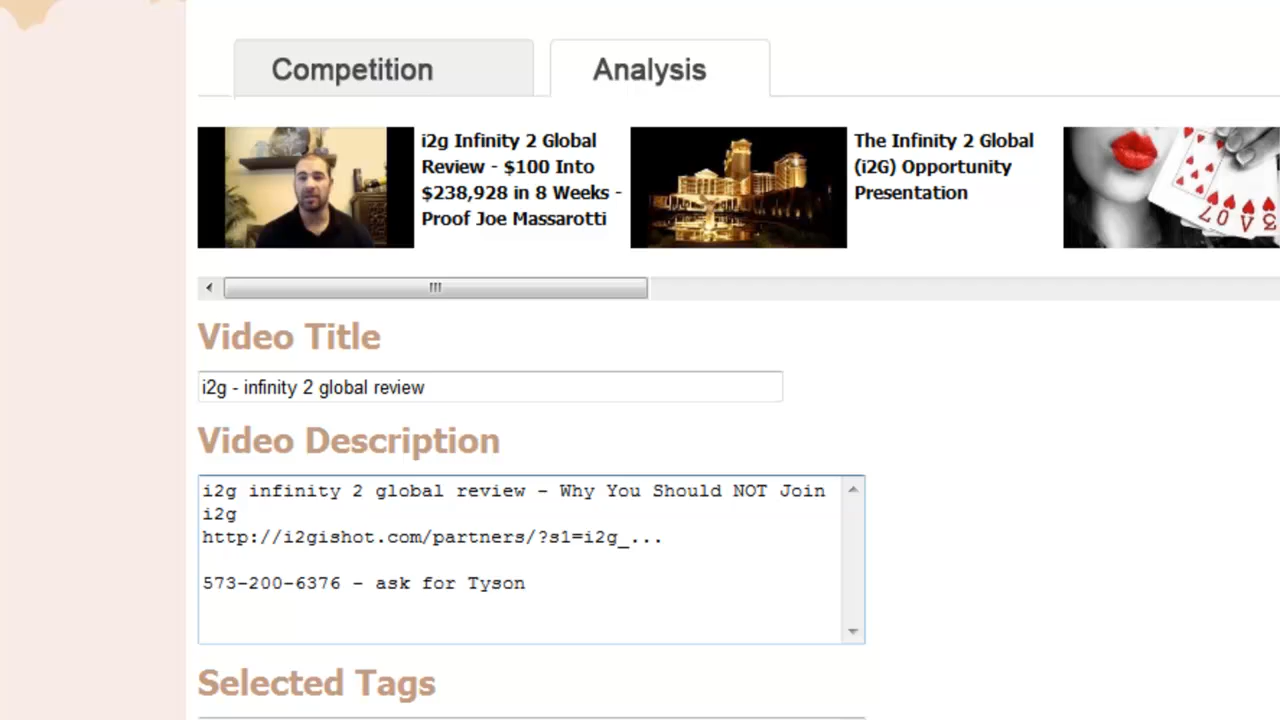 Competition
Analysis
i2g Infinity 2 Global
Review - $100 Into
$238,928 in 8 Weeks -
Proof Joe Massarotti
The Infinity 2 Global
(i2G) Opportunity
Presentation
Video Title
i2g - infinity 2 global review
Video Description
i2g infinity 2 global review - Why You Should NOT Join
i2g
http://i2gishot.com/partners/?s1=i2g_...
573-200-6376 - ask for Tyson
Selected Tags